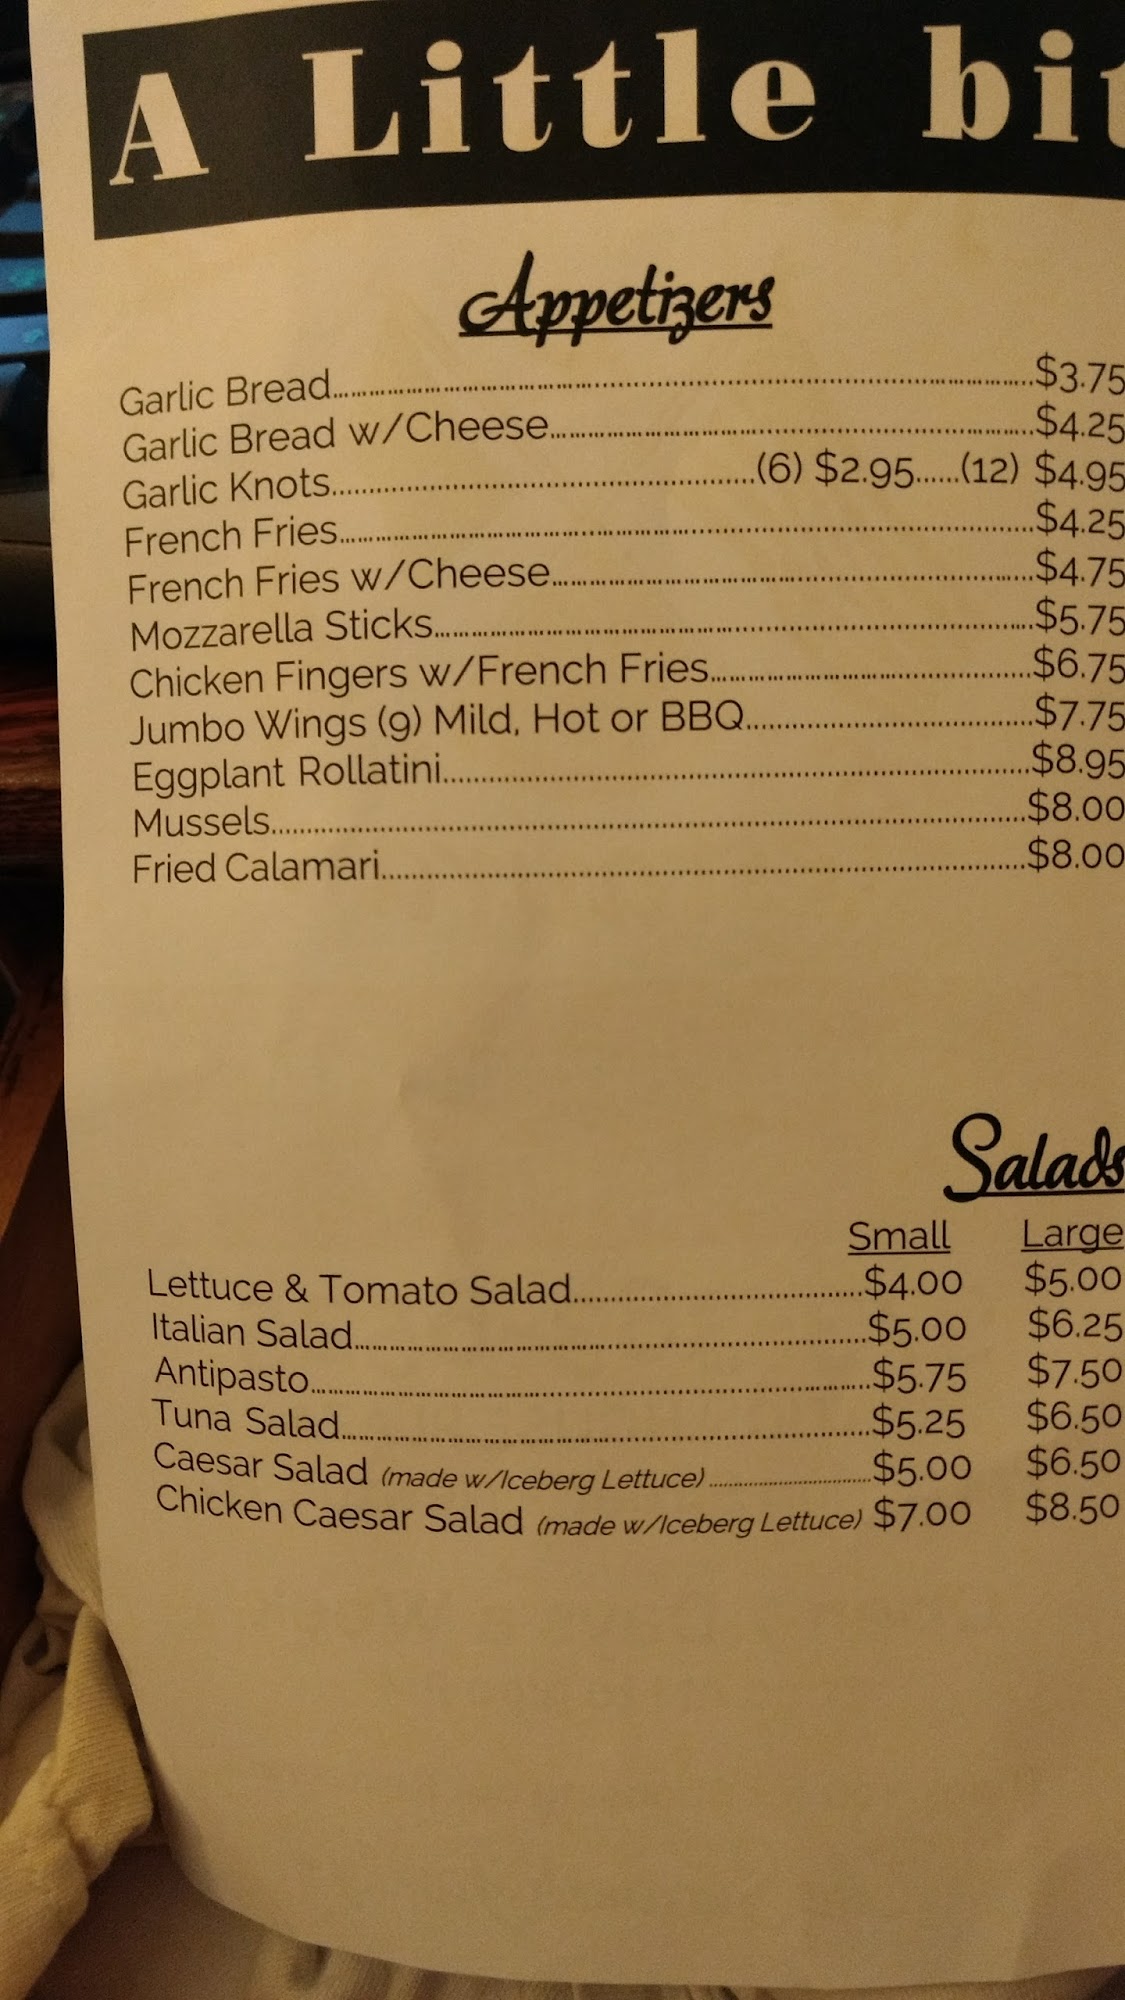 A Little bit
Appetizers
Garlic Bread.....................$3.75
Garlic Bread w/Cheese.....................$4.25
Garlic Knots.....................(6) $2.95......(12) $4.95
French Fries.....................$4.25
French Fries w/Cheese.....................$4.75
Mozzarella Sticks.....................$5.75
Chicken Fingers w/French Fries.....................$6.75
Jumbo Wings (9) Mild, Hot or BBQ.....................$7.75
Eggplant Rollatini.....................$8.95
Mussels.....................$8.00
Fried Calamari.....................$8.00
Salads
Small Large
Lettuce & Tomato Salad.....................$4.00 $5.00
Italian Salad.....................$5.00 $6.25
Antipasto.....................$5.75 $7.50
Tuna Salad.....................$5.25 $6.50
Caesar Salad (made w/Iceberg Lettuce).....................$5.00 $6.50
Chicken Caesar Salad (made w/Iceberg Lettuce) $7.00 $8.50